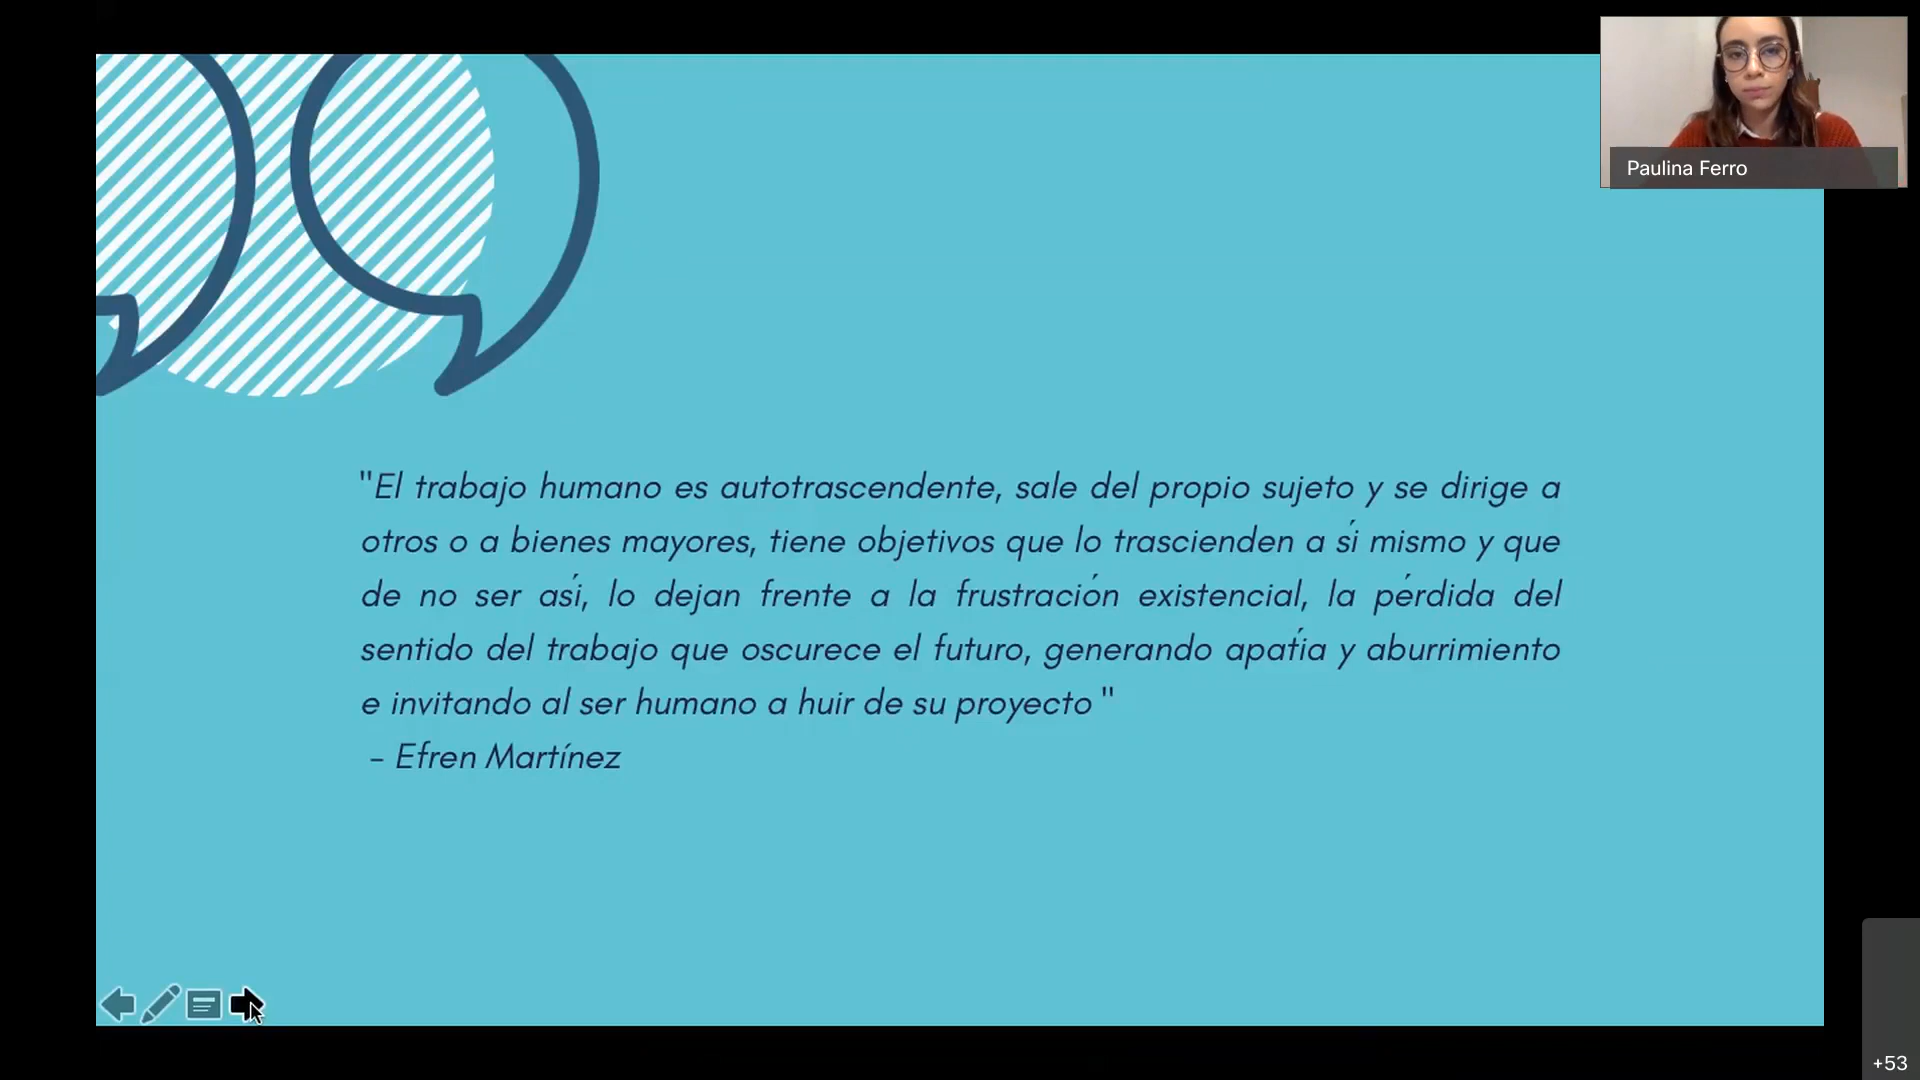 Paulina Ferro
"El trabajo humano es autotrascendente, sale del propio sujeto y se dirige a
otros o a bienes mayores, tiene objetivos que lo trascienden a sí mismo y que
de no ser así, lo dejan frente a la frustración existencial, la pérdida del
sentido del trabajo que oscurece el futuro, generando apatía y aburrimiento
e invitando al ser humano a huir de su proyecto "
- Efren Martínez
+53